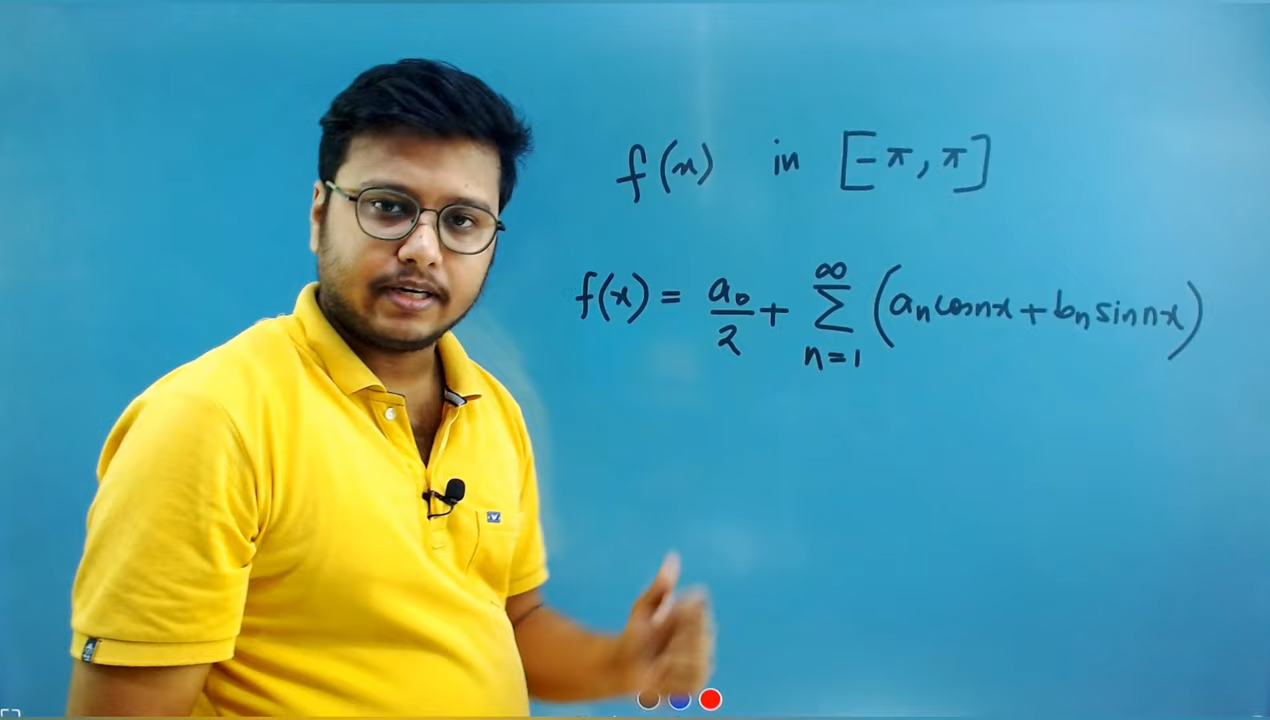 f(x) in [-π, π]
f(x) = a₀/2 + ∞∑n=1 (aₙ cos nx + bₙ sin nx)